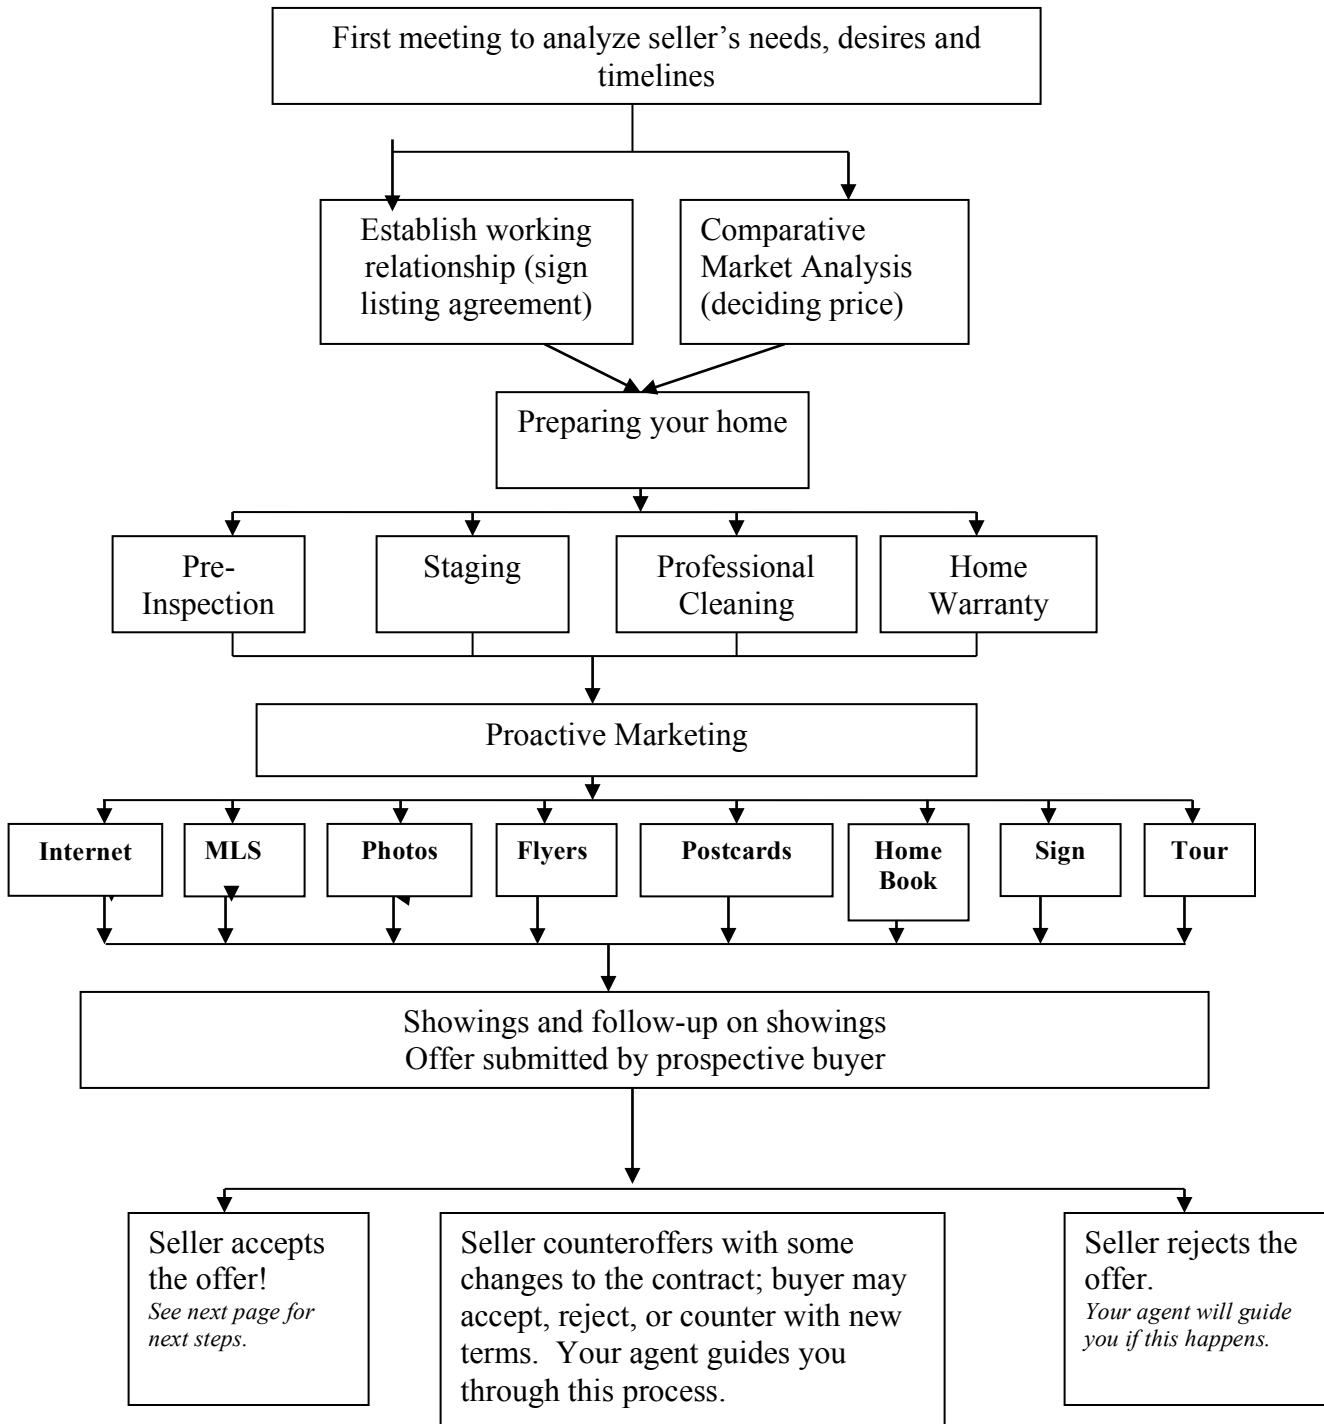 First meeting to analyze seller’s needs, desires and
timelines
Establish working
relationship (sign
listing agreement)
Comparative
Market Analysis
(deciding price)
Preparing your home
Pre-
Inspection
Staging
Professional
Cleaning
Home
Warranty
Proactive Marketing
Internet
MLS
Photos
Flyers
Postcards
Home
Book
Sign
Tour
Showings and follow-up on showings
Offer submitted by prospective buyer
Seller accepts
the offer!
See next page for
next steps.
Seller counteroffers with some
changes to the contract; buyer may
accept, reject, or counter with new
terms.  Your agent guides you
through this process.
Seller rejects the
offer.
Your agent will guide
you if this happens.